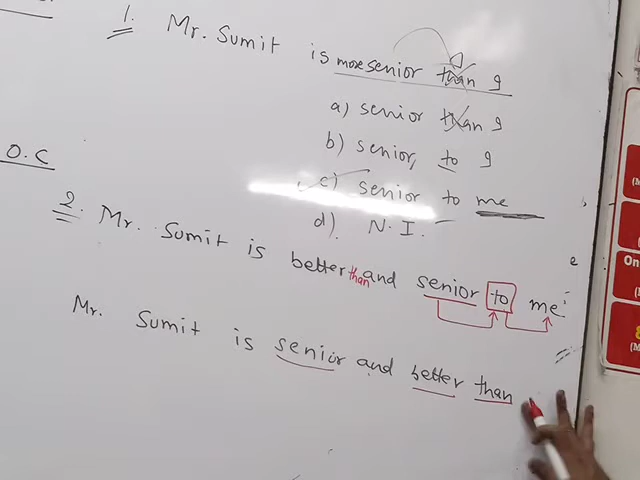 1. Mr. Sumit is more senior than I
a) senior than I
b) senior, to I
c) senior to me
O.C
d) N.I.
2. Mr. Sumit is better than and senior to me
Mr. Sumit is senior and better than
On